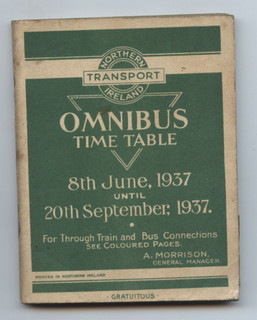 NORTHERN
TRANSPORT
IRELAND
OMNIBUS
TIME TABLE
8th June, 1937
UNTIL
20th September, 1937.
For Through Train and Bus Connections
SEE COLOURED PAGES.
A. MORRISON,
GENERAL MANAGER.
PRINTED IN NORTHERN IRELAND
· GRATUITOUS ·